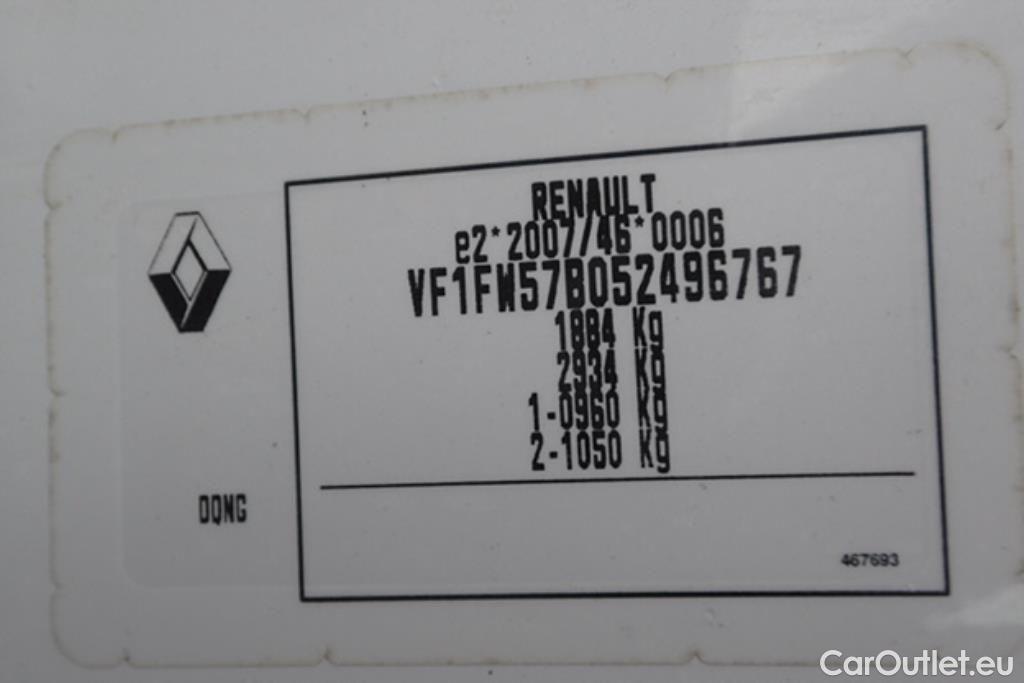 RENAULT
e2*2007/46*0006
VF1FW57B052496767
1884 Kg
2934 Kg
1-0960 Kg
2-1050 Kg
DQNG
467693
CarOutlet.eu